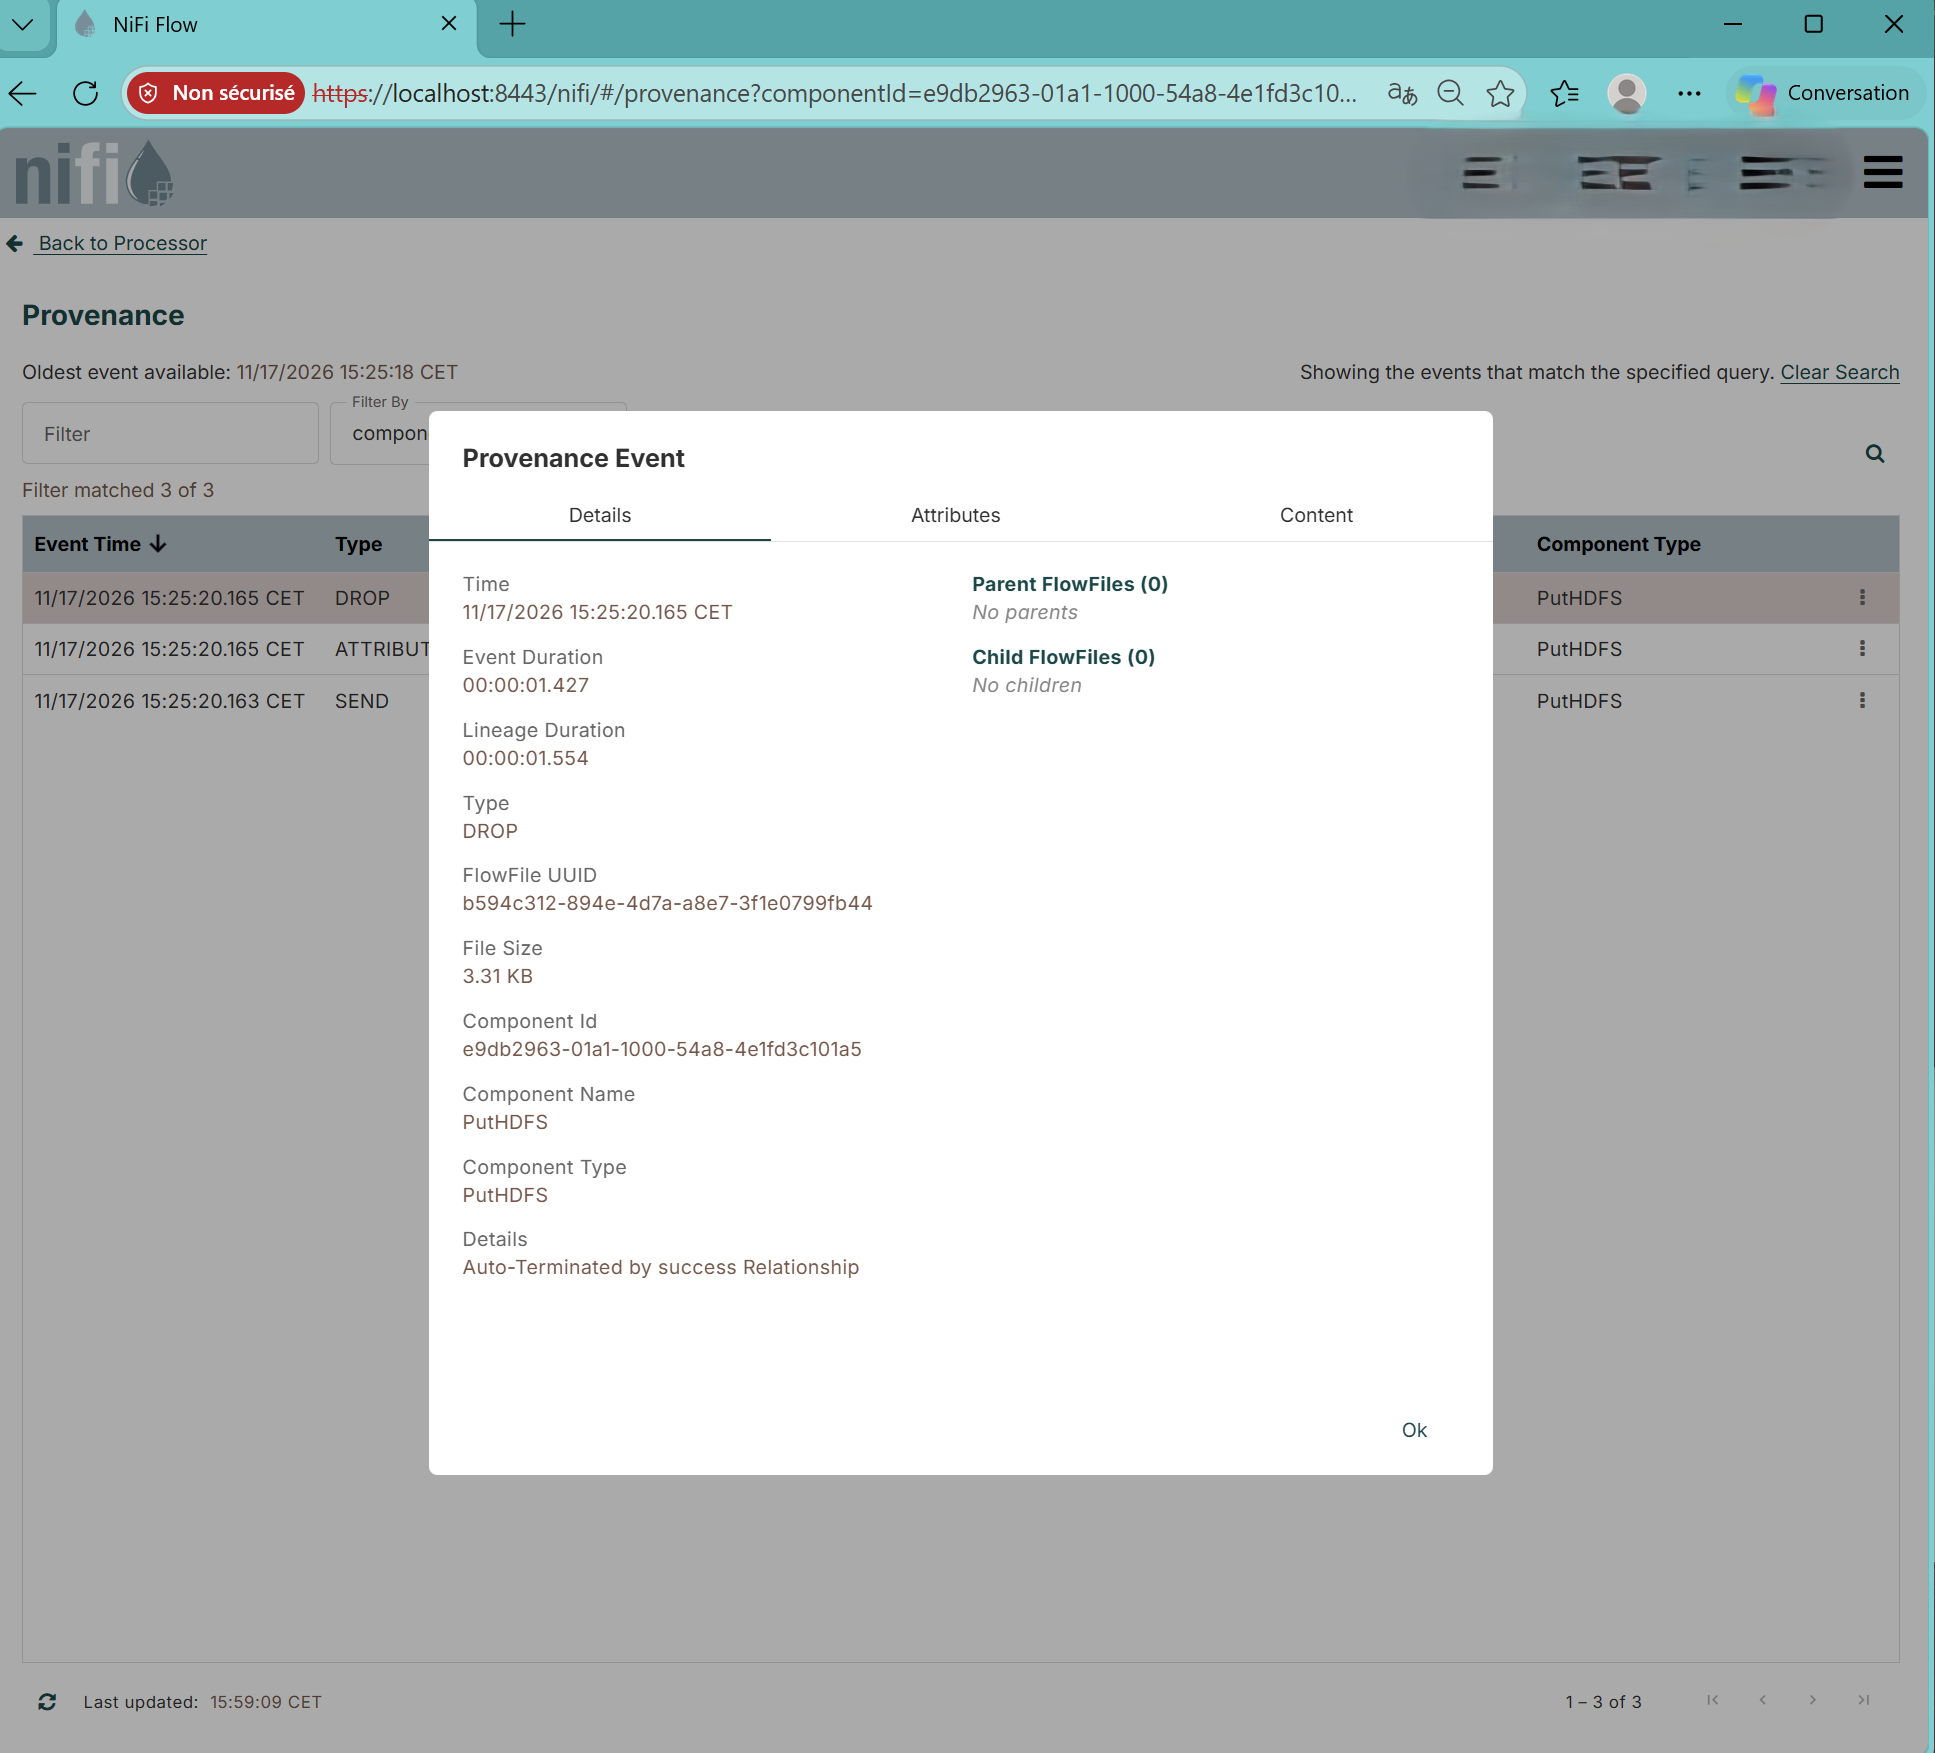 NiFi Flow
Non sécurisé https://localhost:8443/nifi/#/provenance?componentId=e9db2963-01a1-1000-54a8-4e1fd3c10... Conversation
nifi
Back to Processor
Provenance
Oldest event available: 11/17/2026 15:25:18 CET
Showing the events that match the specified query. Clear Search
Filter
Filter By
compon
Filter matched 3 of 3
Event Time Type Component Type
11/17/2026 15:25:20.165 CET DROP PutHDFS
11/17/2026 15:25:20.165 CET ATTRIBUT PutHDFS
11/17/2026 15:25:20.163 CET SEND PutHDFS
Provenance Event
Details Attributes Content
Time
11/17/2026 15:25:20.165 CET
Event Duration
00:00:01.427
Lineage Duration
00:00:01.554
Type
DROP
FlowFile UUID
b594c312-894e-4d7a-a8e7-3f1e0799fb44
File Size
3.31 KB
Component Id
e9db2963-01a1-1000-54a8-4e1fd3c101a5
Component Name
PutHDFS
Component Type
PutHDFS
Details
Auto-Terminated by success Relationship
Parent FlowFiles (0)
No parents
Child FlowFiles (0)
No children
Ok
Last updated: 15:59:09 CET
1 – 3 of 3